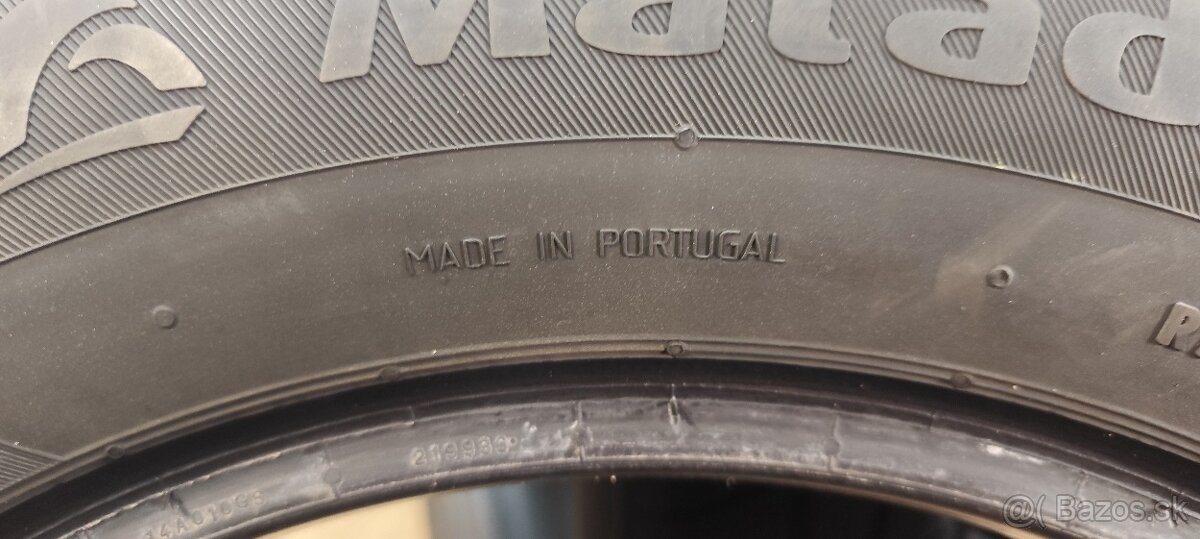 Matad
MADE IN PORTUGAL
@( Bazos.sk